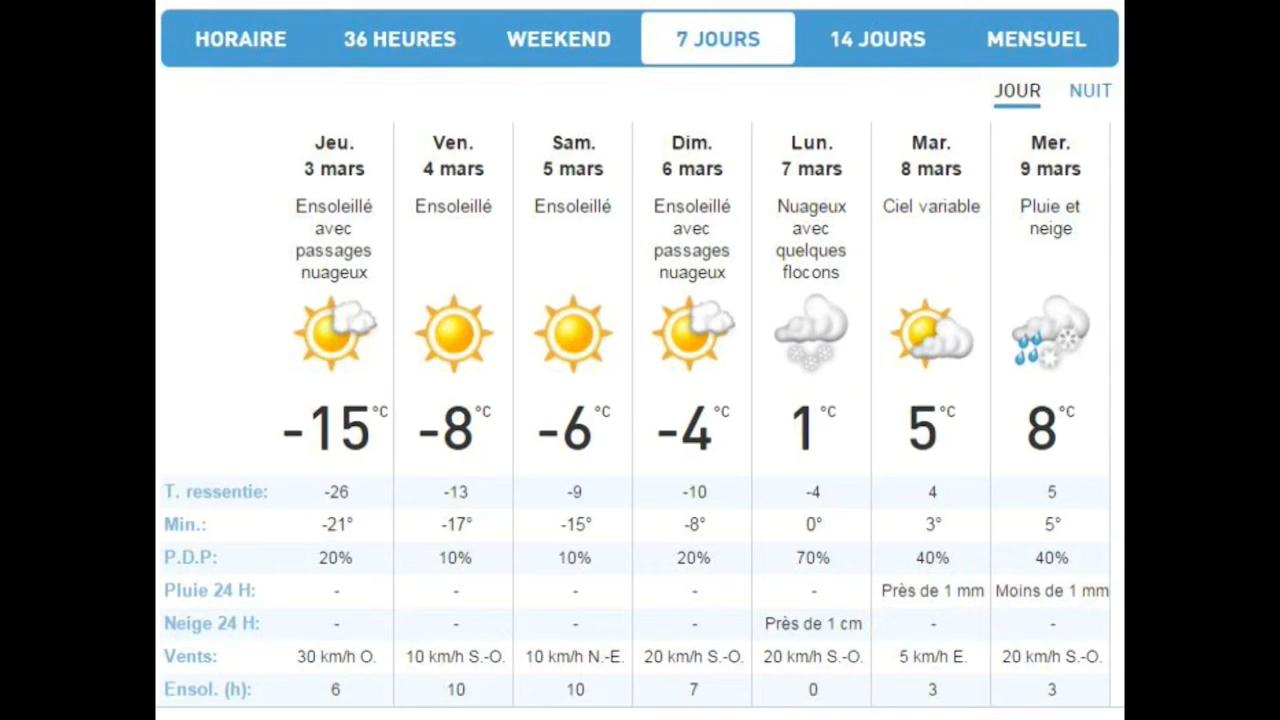 HORAIRE 36 HEURES WEEKEND 7 JOURS 14 JOURS MENSUEL
JOUR NUIT
Jeu. Ven. Sam. Dim. Lun. Mar. Mer.
3 mars 4 mars 5 mars 6 mars 7 mars 8 mars 9 mars
Ensoleillé Ensoleillé Ensoleillé Ensoleillé Nuageux Ciel variable Pluie et
avec avec avec neige
passages passages quelques
nuageux nuageux flocons
-15°C -8°C -6°C -4°C 1°C 5°C 8°C
T. ressentie: -26 -13 -9 -10 -4 4 5
Min.: -21° -17° -15° -8° 0° 3° 5°
P.D.P: 20% 10% 10% 20% 70% 40% 40%
Pluie 24 H: - - - - - Près de 1 mm Moins de 1 mm
Neige 24 H: - - - - Près de 1 cm - -
Vents: 30 km/h O. 10 km/h S.-O. 10 km/h N.-E. 20 km/h S.-O. 20 km/h S.-O. 5 km/h E. 20 km/h S.-O.
Ensol. (h): 6 10 10 7 0 3 3